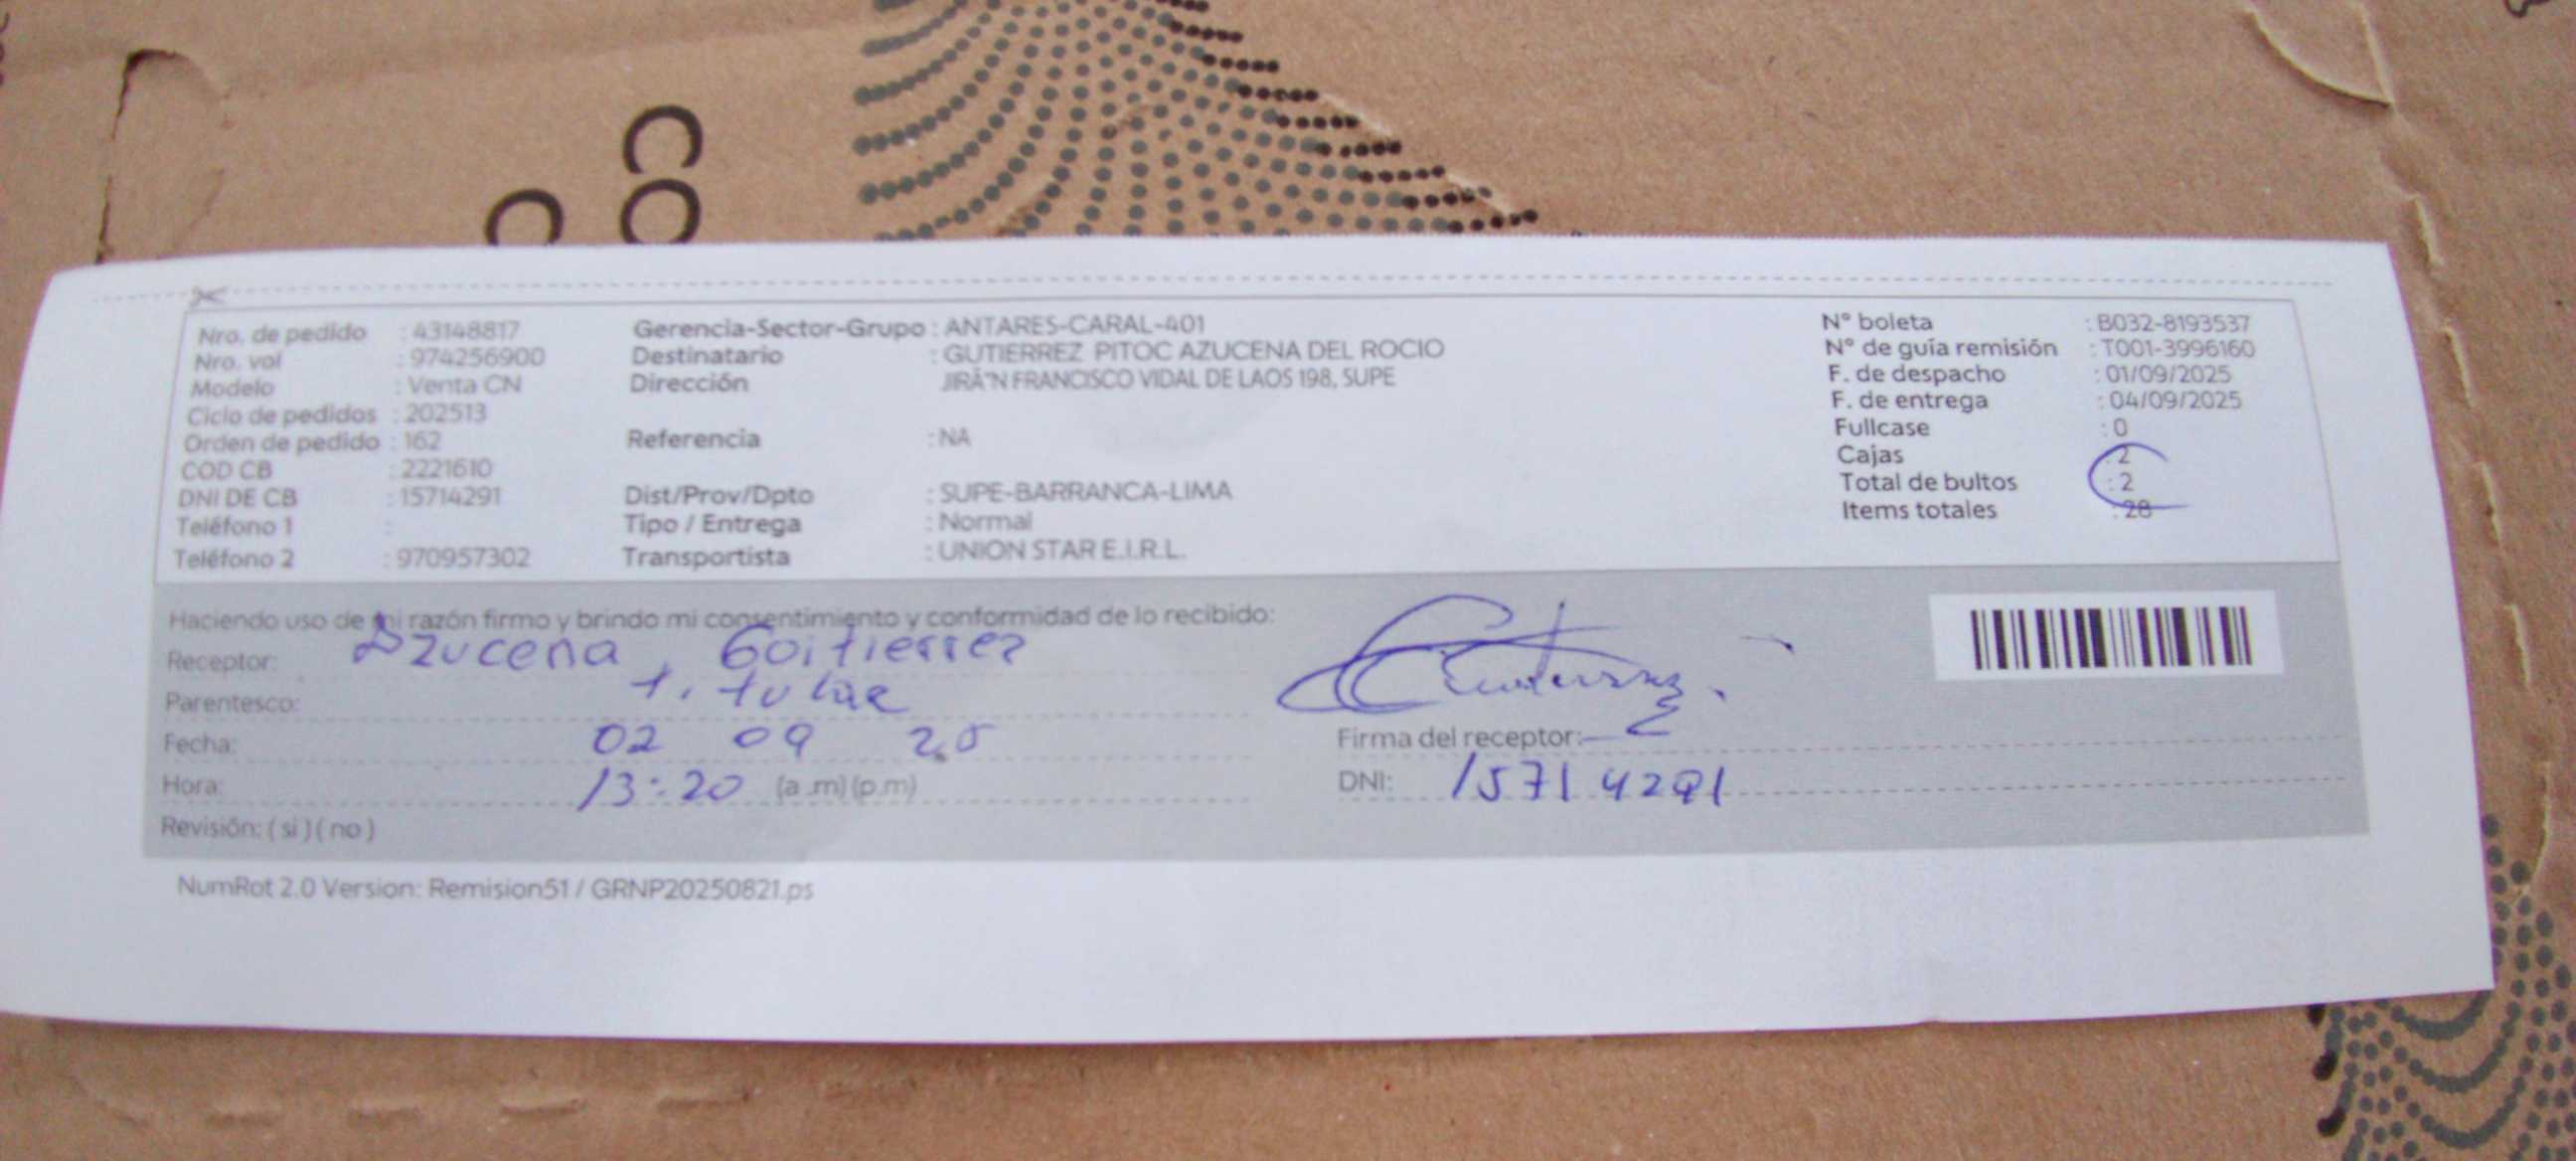 Nro. de pedido : 43148817
Nro. vol : 974256900
Modelo : Venta CN
Ciclo de pedidos : 202513
Orden de pedido : 162
COD CB : 2221610
DNI DE CB : 15714291
Teléfono 1 :
Teléfono 2 : 970957302
Gerencia-Sector-Grupo : ANTARES-CARAL-401
Destinatario : GUTIERREZ PITOC AZUCENA DEL ROCIO
Dirección JIRÃ“N FRANCISCO VIDAL DE LAOS 198, SUPE
Referencia : NA
Dist/Prov/Dpto : SUPE-BARRANCA-LIMA
Tipo / Entrega : Normal
Transportista : UNION STAR E.I.R.L.
N° boleta : B032-8193537
N° de guía remisión : T001-3996160
F. de despacho : 01/09/2025
F. de entrega : 04/09/2025
Fullcase : 0
Cajas : 2
Total de bultos : 2
Items totales : 28
Haciendo uso de mi razón firmo y brindo mi consentimiento y conformidad de lo recibido:
Receptor: Azucena, Goitierrez
Parentesco: titular
Fecha: 02 09 25
Hora: 13:20 (a.m) (p.m)
Revisión: ( si ) ( no )
Firma del receptor:
DNI: 15714291
NumRot 2.0 Version: Remision51 / GRNP20250821.ps